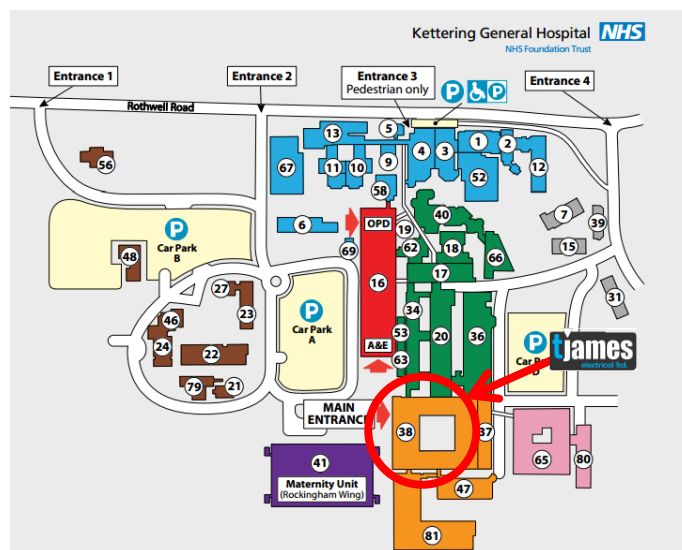 Kettering General Hospital NHS
NHS Foundation Trust
Entrance 1
Entrance 2
Entrance 3
Pedestrian only
Entrance 4
P
P
Rothwell Road
13
5
4
3
1
2
12
67
11
10
9
52
56
58
6
OPD
40
7
39
19
18
15
P
Car Park
B
48
69
62
66
17
16
27
23
46
24
22
P
Car Park
A
34
53
20
36
31
P
Car
A&E
63
tjames
electrical ltd.
79
21
MAIN
ENTRANCE
38
37
65
80
41
Maternity Unit
(Rockingham Wing)
47
81